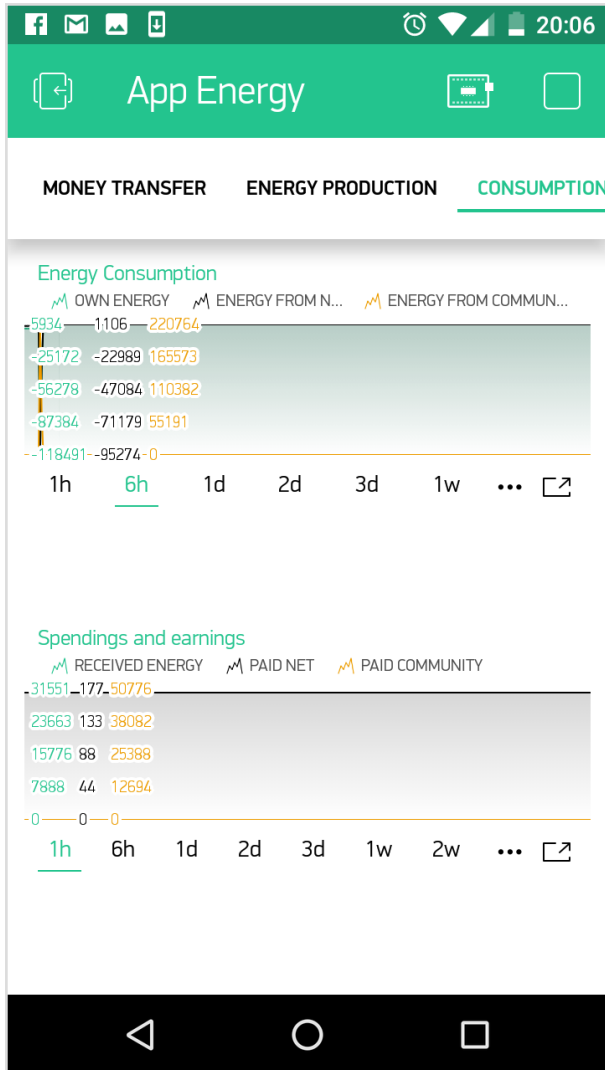 20:06
App Energy
MONEY TRANSFER ENERGY PRODUCTION CONSUMPTION
Energy Consumption
OWN ENERGY ENERGY FROM N... ENERGY FROM COMMUN...
5934 1106 220764
-25172 -22989 165573
-56278 -47084 110382
-87384 -71179 55191
-118491 -95274 0
1h 6h 1d 2d 3d 1w ...
Spendings and earnings
RECEIVED ENERGY PAID NET PAID COMMUNITY
31551 177 50776
23663 133 38082
15776 88 25388
7888 44 12694
0 0 0
1h 6h 1d 2d 3d 1w 2w ...